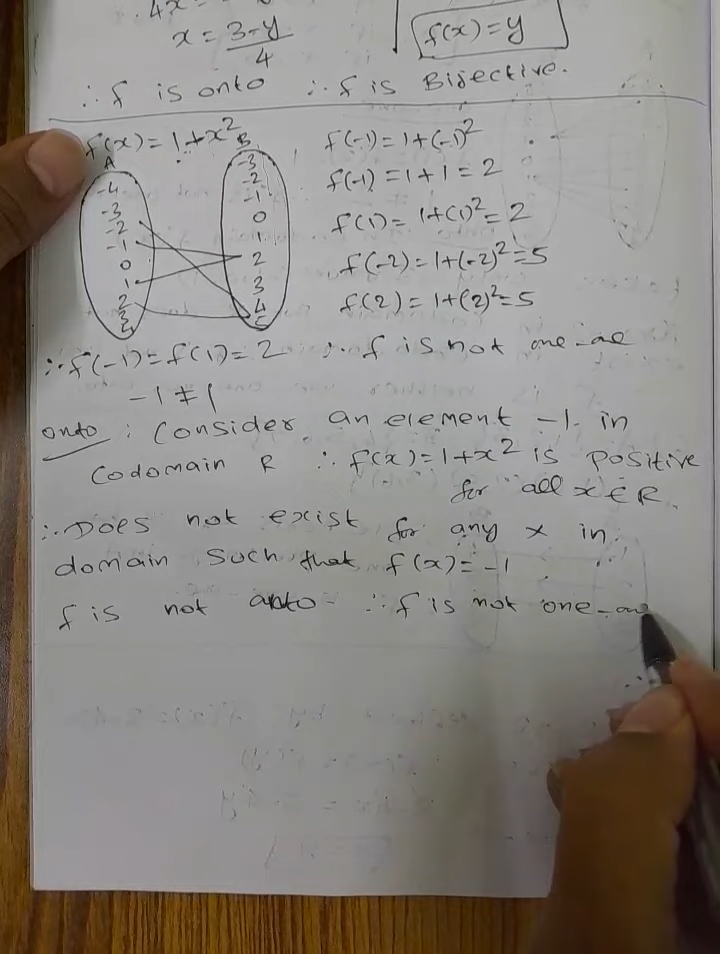 4x =
x = 3-y/4
f(x) = y
∴ f is onto ∴ f is Bijective.
f(x) = 1+x²
A
B
-4
-3
-2
-1
0
1
2
3
-3
-2
-1
0
1
2
3
4
f(-1) = 1+(-1)²
f(-1) = 1+1 = 2
f(1) = 1+(1)² = 2
f(-2) = 1+(-2)² = 5
f(2) = 1+(2)² = 5
∴ f(-1) = f(1) = 2 ∴ f is not one-
-1 ≠ 1
onto : Consider an element -1 in
Codomain R ∴ f(x) = 1+x² is Positive
for all x ∈ R.
∴ Does not exist for any x in
domain such that f(x) = -1
f is not onto ∴ f is not one-